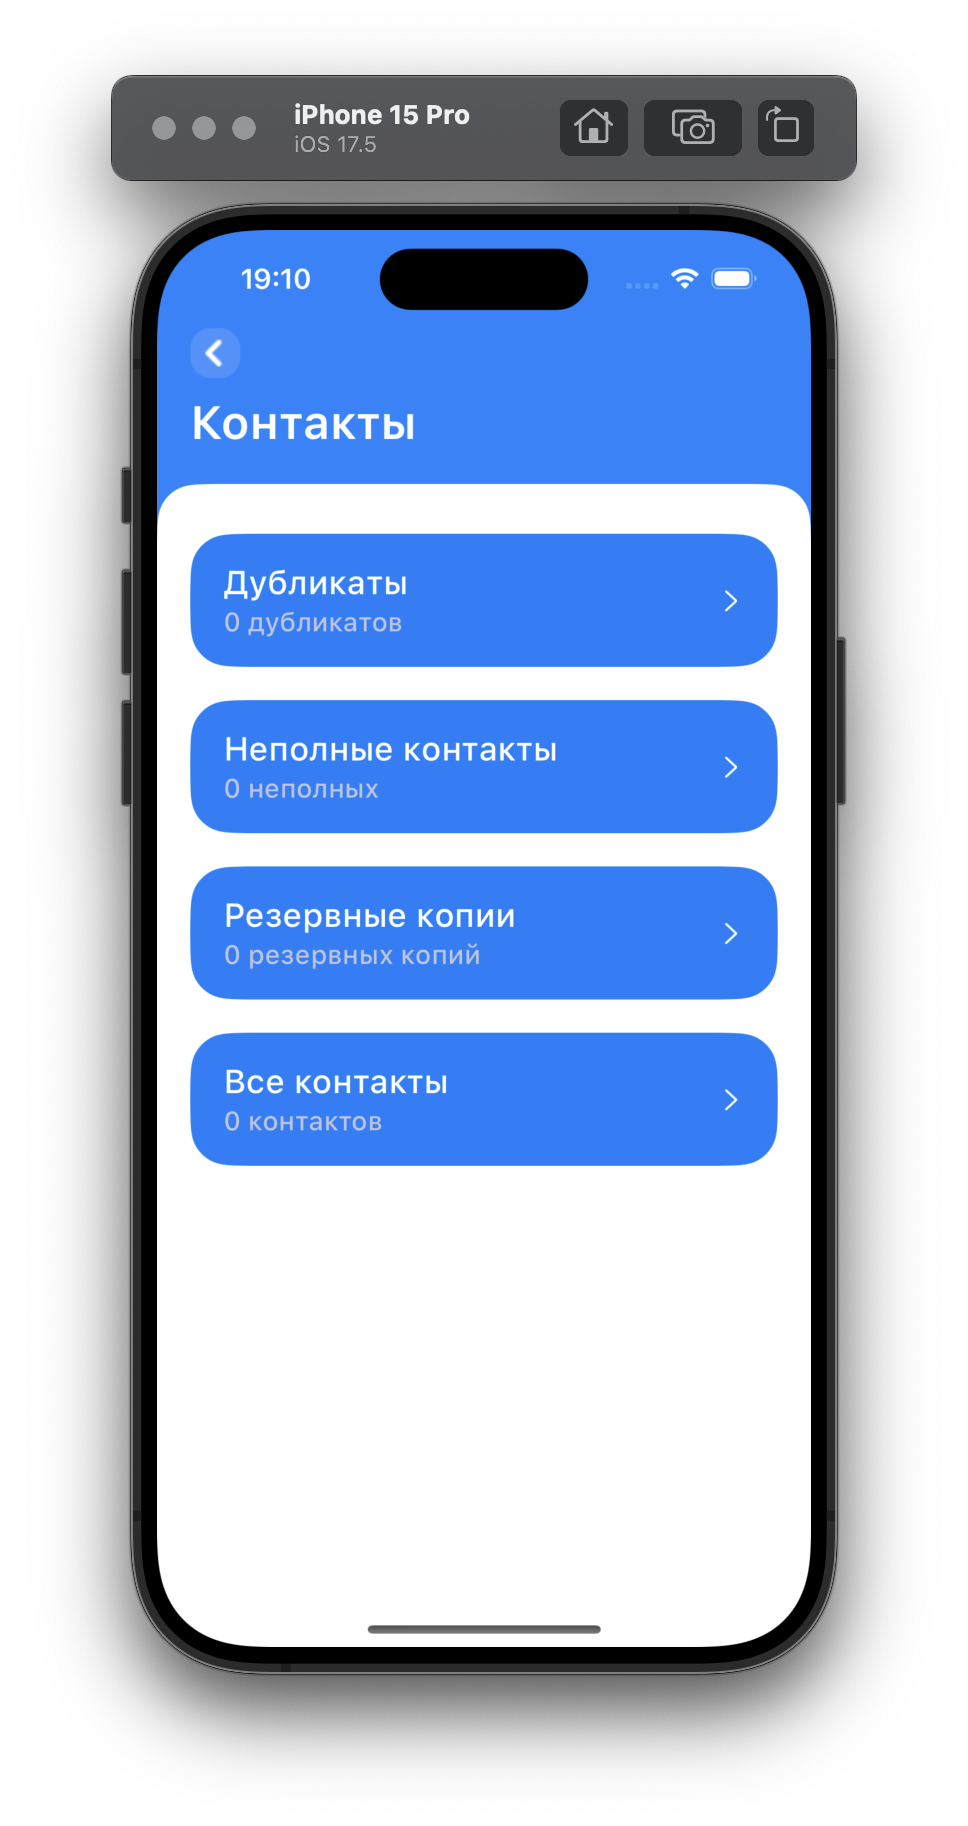 iPhone 15 Pro
iOS 17.5
19:10
Контакты
Дубликаты
0 дубликатов
Неполные контакты
0 неполных
Резервные копии
0 резервных копий
Все контакты
0 контактов